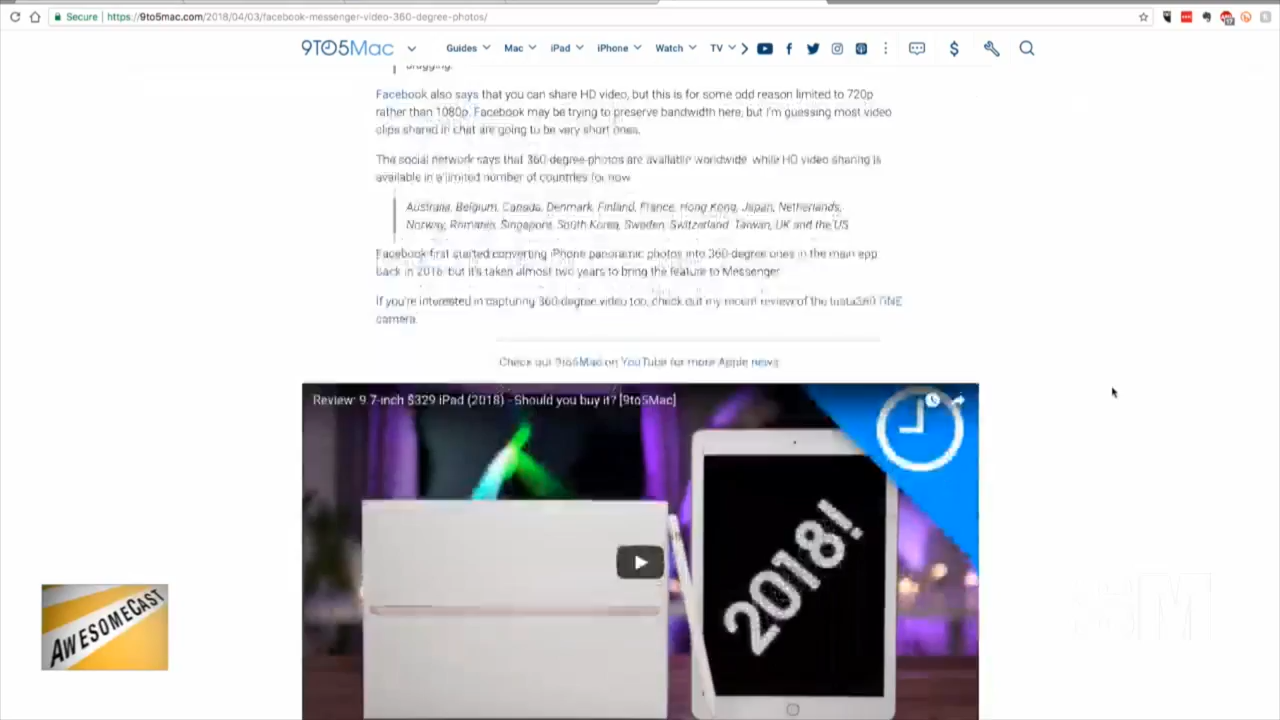 Secure https://9to5mac.com/2018/04/03/facebook-messenger-video-360-degree-photos/
9TO5Mac Guides Mac iPad iPhone Watch TV
bragging.
Facebook also says that you can share HD video, but this is for some odd reason limited to 720p
rather than 1080p. Facebook may be trying to preserve bandwidth here, but I'm guessing most video
clips shared in chat are going to be very short ones.
The social network says that 360-degree-photos are available worldwide while HD video sharing is
available in a limited number of countries for now
Australia, Belgium, Canada, Denmark, Finland, France, Hong Kong, Japan, Netherlands,
Norway, Romania, Singapore, South Korea, Sweden, Switzerland, Taiwan, UK and the US
Facebook first started converting iPhone panoramic photos into 360-degree ones in the main app
back in 2016, but it's taken almost two years to bring the feature to Messenger
If you're interested in capturing 360-degree video too, check out my recent review of the Insta360 ONE
camera.
Check out 9to5Mac on YouTube for more Apple news
Review: 9.7-inch $329 iPad (2018) - Should you buy it? [9to5Mac]
2018!
AWESOMECAST